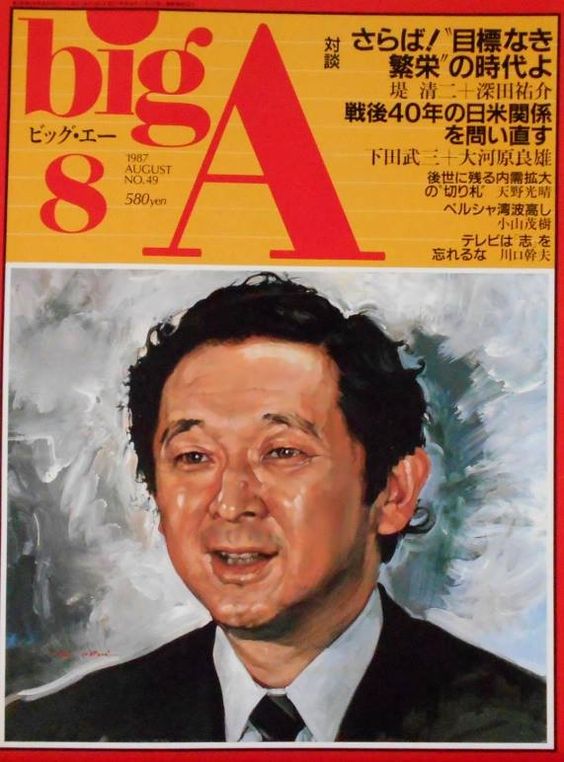 big A
ビッグ・エー
8
1987
AUGUST
NO.49
580yen
対談
さらば!〝目標なき
繁栄〟の時代よ
堤 清二＋深田祐介
戦後40年の日米関係
を問い直す
下田武三＋大河原良雄
後世に残る内需拡大
の〝切り札〟 天野光晴
ペルシャ湾波高し
小山茂樹
テレビは〝志〟を
忘れるな 川口幹夫